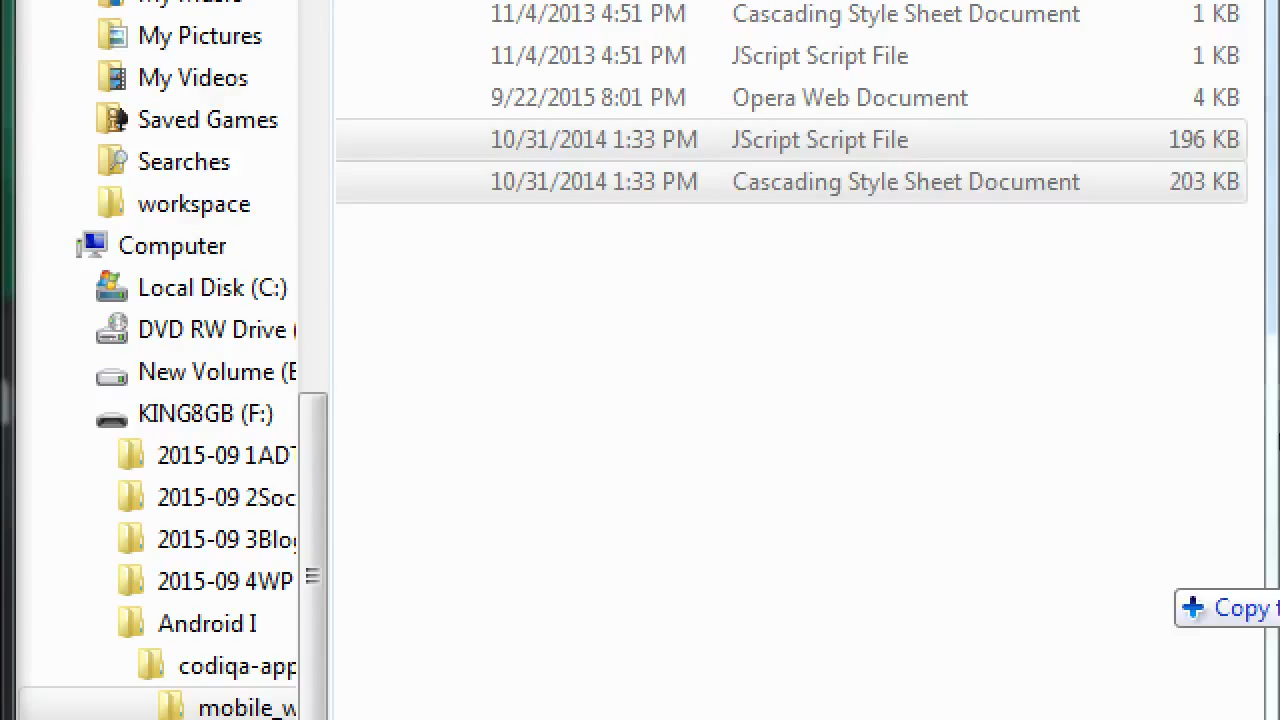 My Pictures
My Videos
Saved Games
Searches
workspace
Computer
Local Disk (C:)
DVD RW Drive (
New Volume (E
KING8GB (F:)
2015-09 1AD
2015-09 2Soc
2015-09 3Blo
2015-09 4WP
Android I
codiqa-app
mobile_w
11/4/2013 4:51 PM Cascading Style Sheet Document 1 KB
11/4/2013 4:51 PM JScript Script File 1 KB
9/22/2015 8:01 PM Opera Web Document 4 KB
10/31/2014 1:33 PM JScript Script File 196 KB
10/31/2014 1:33 PM Cascading Style Sheet Document 203 KB
Copy